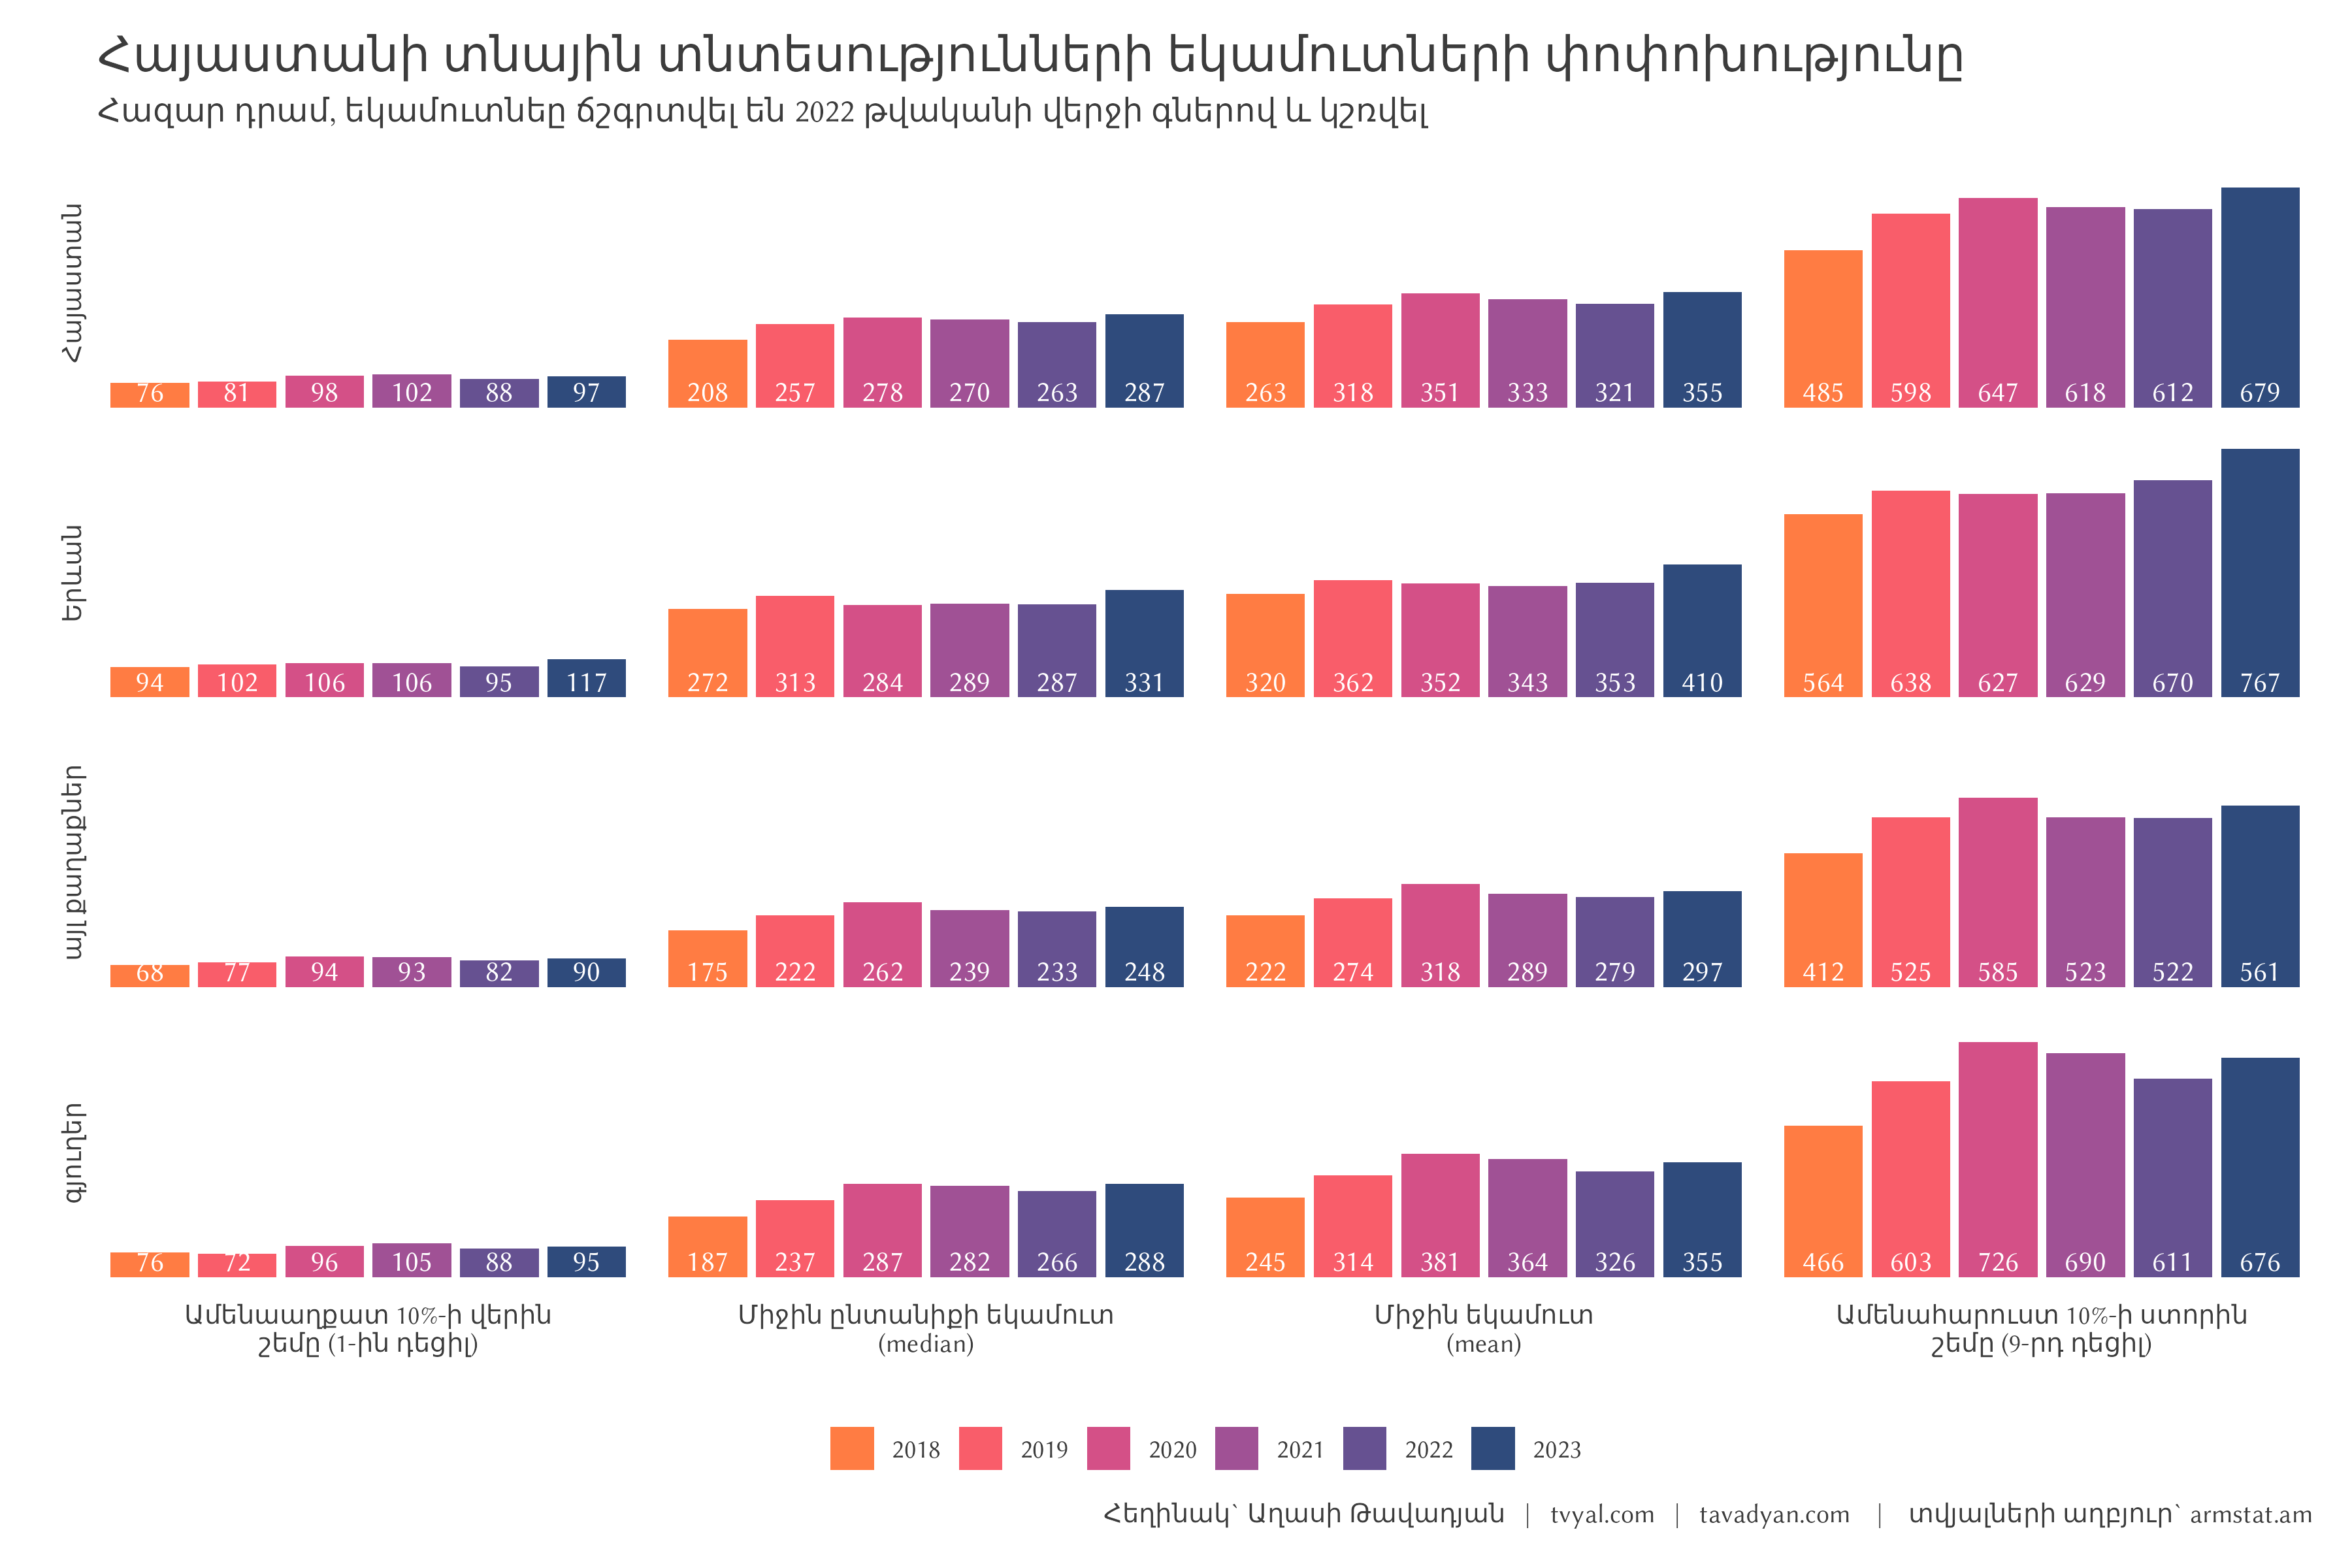 Հայաստանի տնային տնտեսությունների եկամուտների փոփոխությունը
Հազար դրամ, եկամուտները ճշգրտվել են 2022 թվականի վերջի գներով և կշռվել
Հայաստան
76 81 98 102 88 97 208 257 278 270 263 287 263 318 351 333 321 355 485 598 647 618 612 679
Երևան
94 102 106 106 95 117 272 313 284 289 287 331 320 362 352 343 353 410 564 638 627 629 670 767
այլ քաղաքներ
68 77 94 93 82 90 175 222 262 239 233 248 222 274 318 289 279 297 412 525 585 523 522 561
գյուղեր
76 72 96 105 88 95 187 237 287 282 266 288 245 314 381 364 326 355 466 603 726 690 611 676
Ամենաաղքատ 10%-ի վերին
շեմը (1-ին դեցիլ)
Միջին ընտանիքի եկամուտ
(median)
Միջին եկամուտ
(mean)
Ամենահարուստ 10%-ի ստորին
շեմը (9-րդ դեցիլ)
2018 2019 2020 2021 2022 2023
Հեղինակ` Աղասի Թավադյան | tvyal.com | tavadyan.com | տվյալների աղբյուր` armstat.am